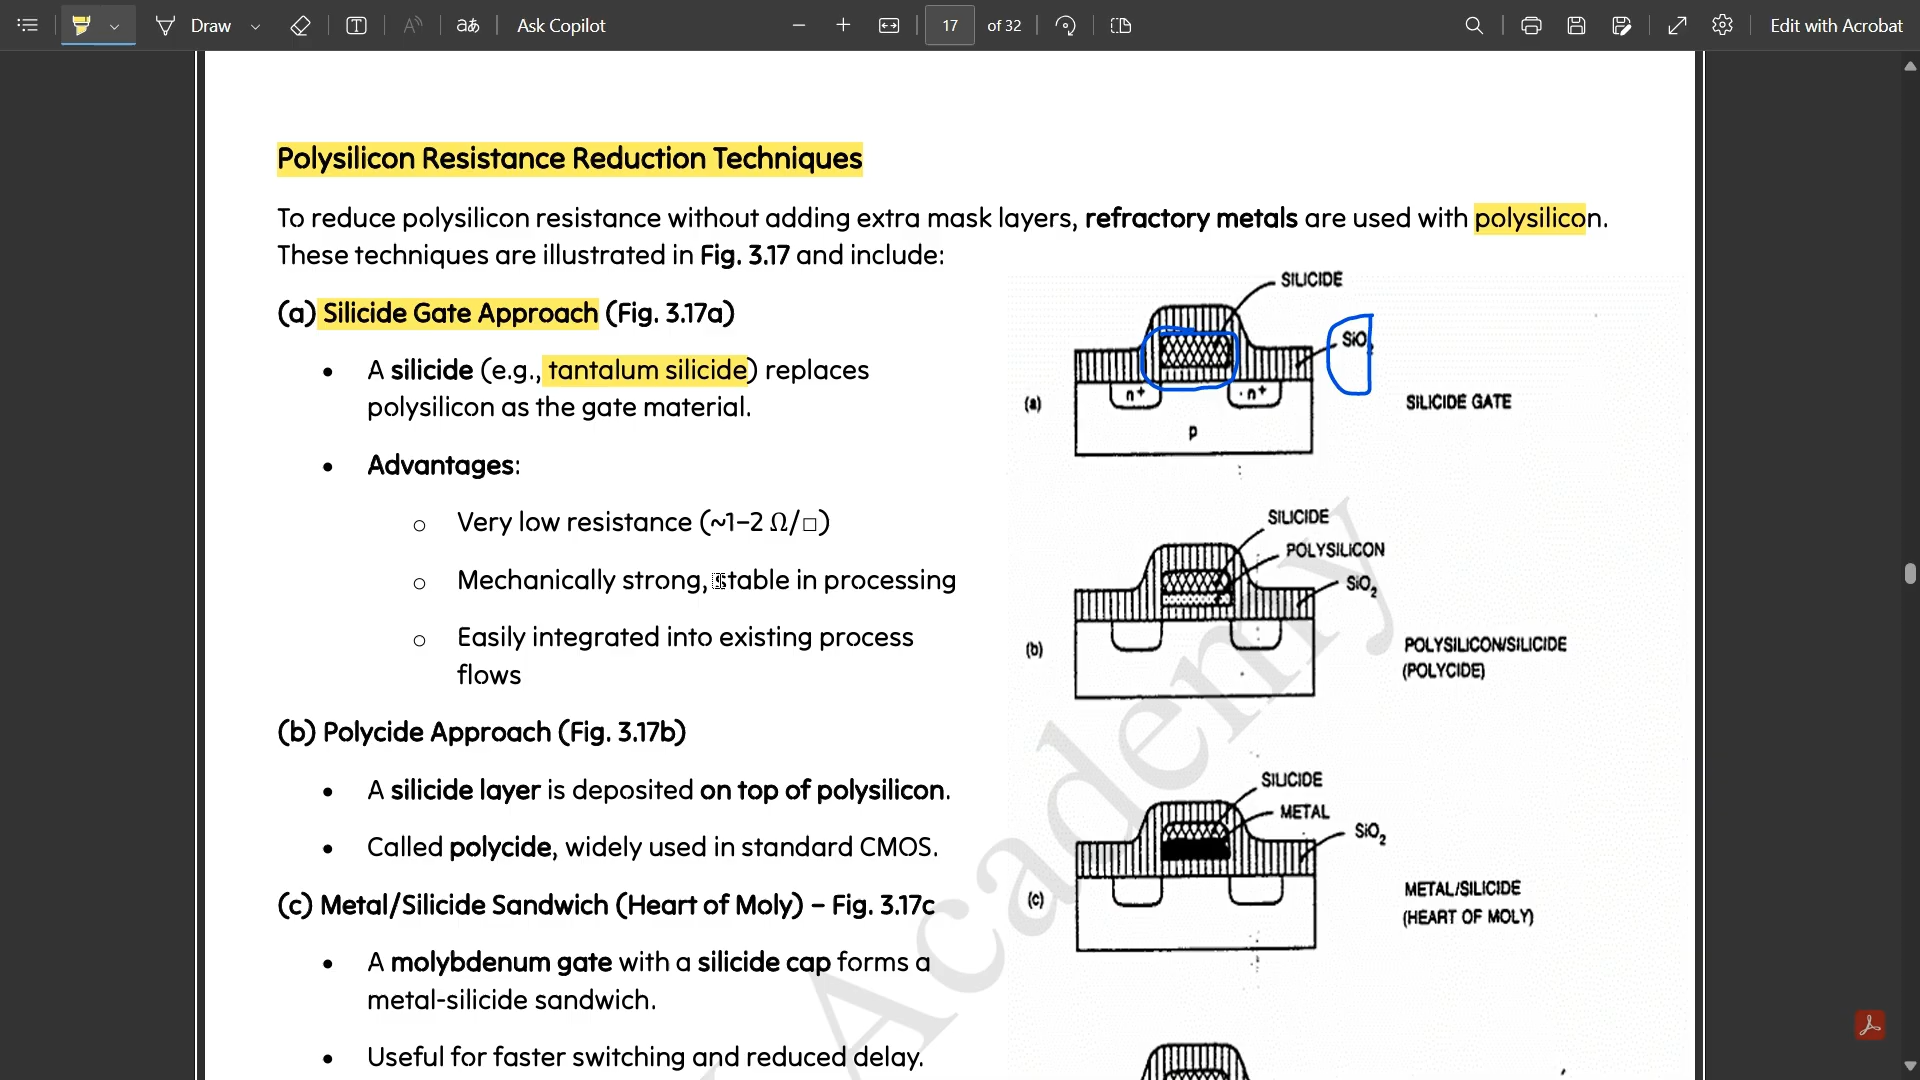 Draw
T
A
aあ
Ask Copilot
17
of 32
Edit with Acrobat
Polysilicon Resistance Reduction Techniques
To reduce polysilicon resistance without adding extra mask layers, refractory metals are used with polysilicon.
These techniques are illustrated in Fig. 3.17 and include:
(a) Silicide Gate Approach (Fig. 3.17a)
• A silicide (e.g., tantalum silicide) replaces
polysilicon as the gate material.
• Advantages:
○ Very low resistance (~1–2 Ω/□)
○ Mechanically strong, stable in processing
○ Easily integrated into existing process
flows
(b) Polycide Approach (Fig. 3.17b)
• A silicide layer is deposited on top of polysilicon.
• Called polycide, widely used in standard CMOS.
(c) Metal/Silicide Sandwich (Heart of Moly) – Fig. 3.17c
• A molybdenum gate with a silicide cap forms a
metal-silicide sandwich.
• Useful for faster switching and reduced delay.
SILICIDE
SiO2
n+
n+
(a)
p
SILICIDE GATE
SILICIDE
POLYSILICON
SiO2
(b)
POLYSILICON/SILICIDE
(POLYCIDE)
SILICIDE
METAL
SiO2
(c)
METAL/SILICIDE
(HEART OF MOLY)
Academy